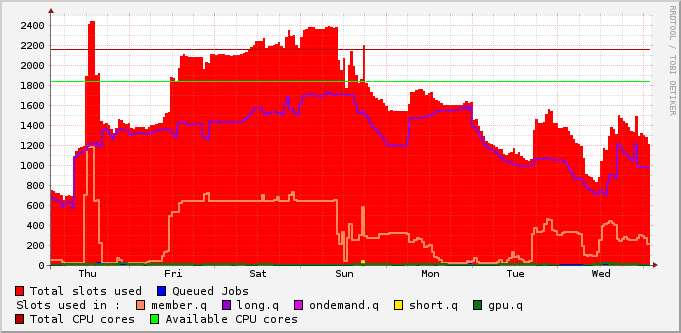 2400
2200
2000
1800
1600
1400
1200
1000
800
600
400
200
0
Thu Fri Sat Sun Mon Tue Wed
RRDTOOL / TOBI OETIKER
Total slots used Queued Jobs
Slots used in : member.q long.q ondemand.q short.q gpu.q
Total CPU cores Available CPU cores